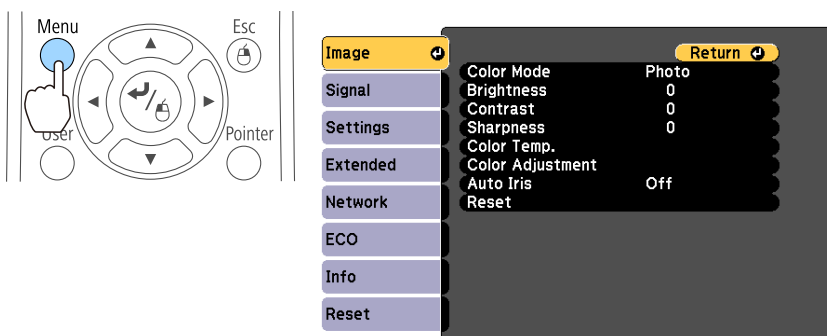 Menu
Esc
User
Pointer
Image
Signal
Settings
Extended
Network
ECO
Info
Reset
Return
Color Mode Photo
Brightness 0
Contrast 0
Sharpness 0
Color Temp.
Color Adjustment
Auto Iris Off
Reset